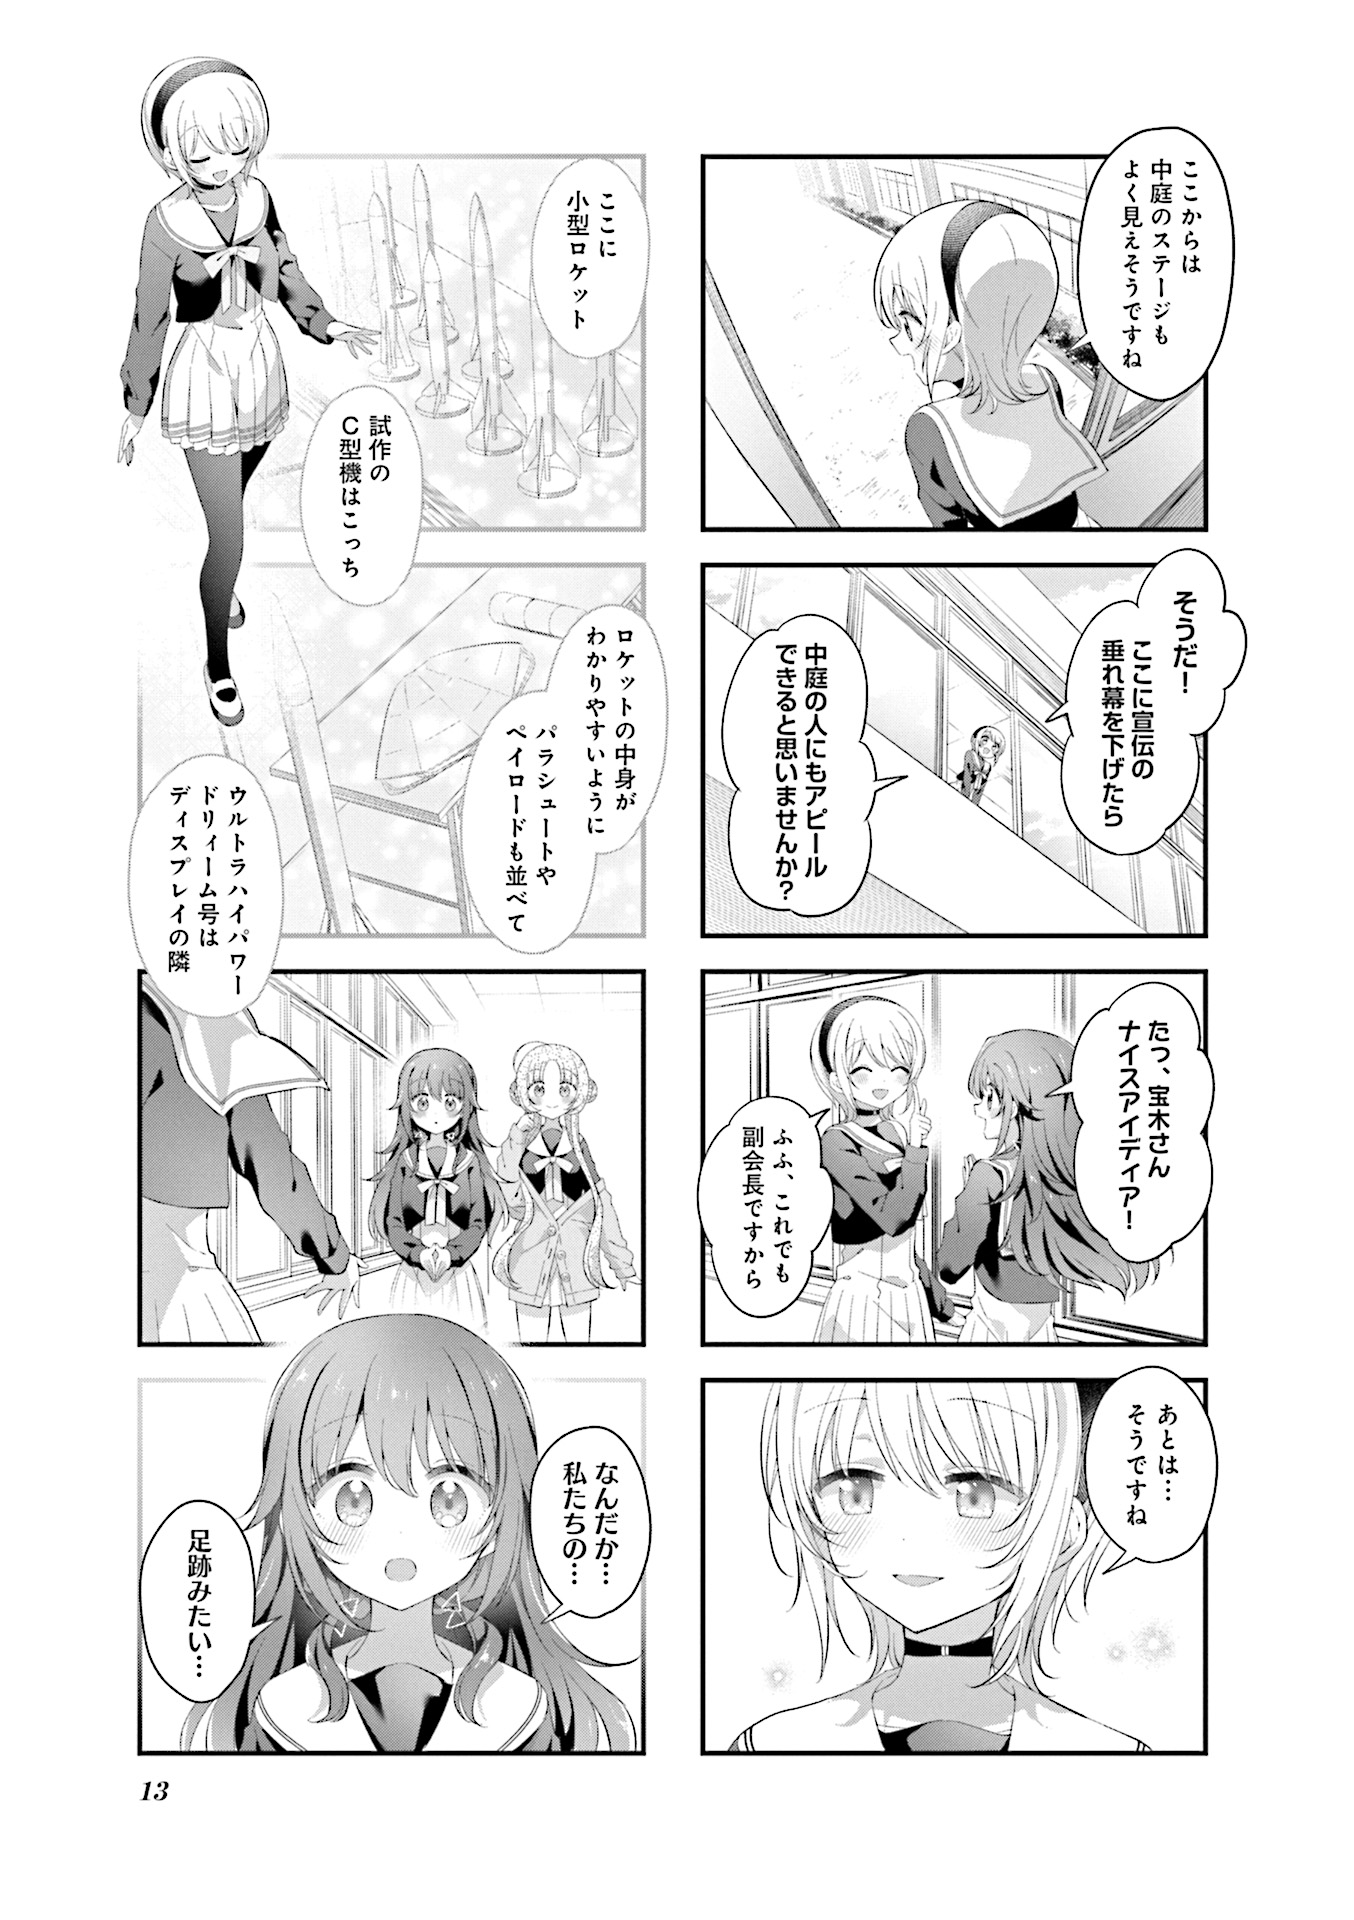 ここからは
中庭のステージも
よく見えそうですね
そうだ!
ここに宣伝の
垂れ幕を下げたら
中庭の人にもアピール
できると思いませんか?
たっ、宝木さん
ナイスアイディア!
ふふ、これでも
副会長ですから
あとは…
そうですね
ここに
小型ロケット
試作の
C型機はこっち
ロケットの中身が
わかりやすいように
パラシュートや
ペイロードも並べて
ウルトラハイパワー
ドリィーム号は
ディスプレイの隣
なんだか…
私たちの…
足跡みたい…
13